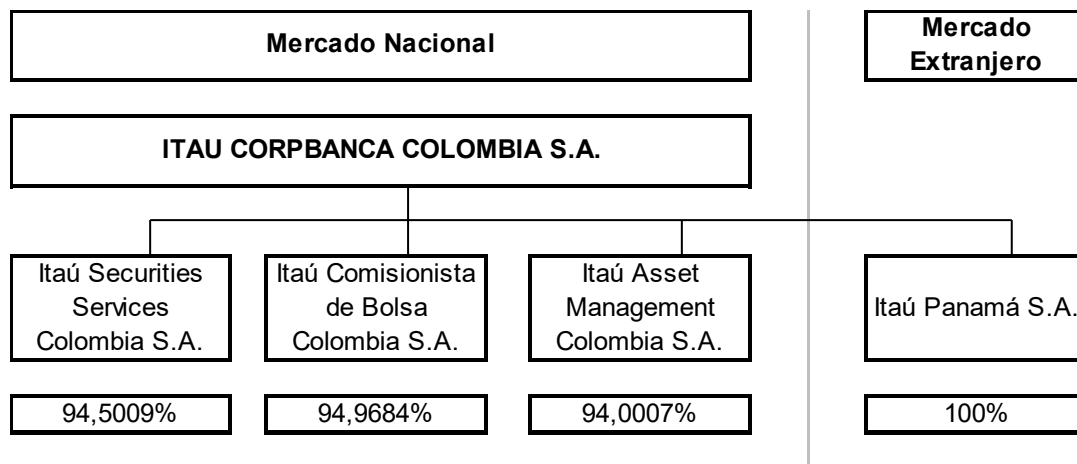 Mercado Nacional
Mercado
Extranjero
ITAU CORPBANCA COLOMBIA S.A.
Itaú Securities
Services
Colombia S.A.
Itaú Comisionista
de Bolsa
Colombia S.A.
Itaú Asset
Management
Colombia S.A.
Itaú Panamá S.A.
94,5009%
94,9684%
94,0007%
100%